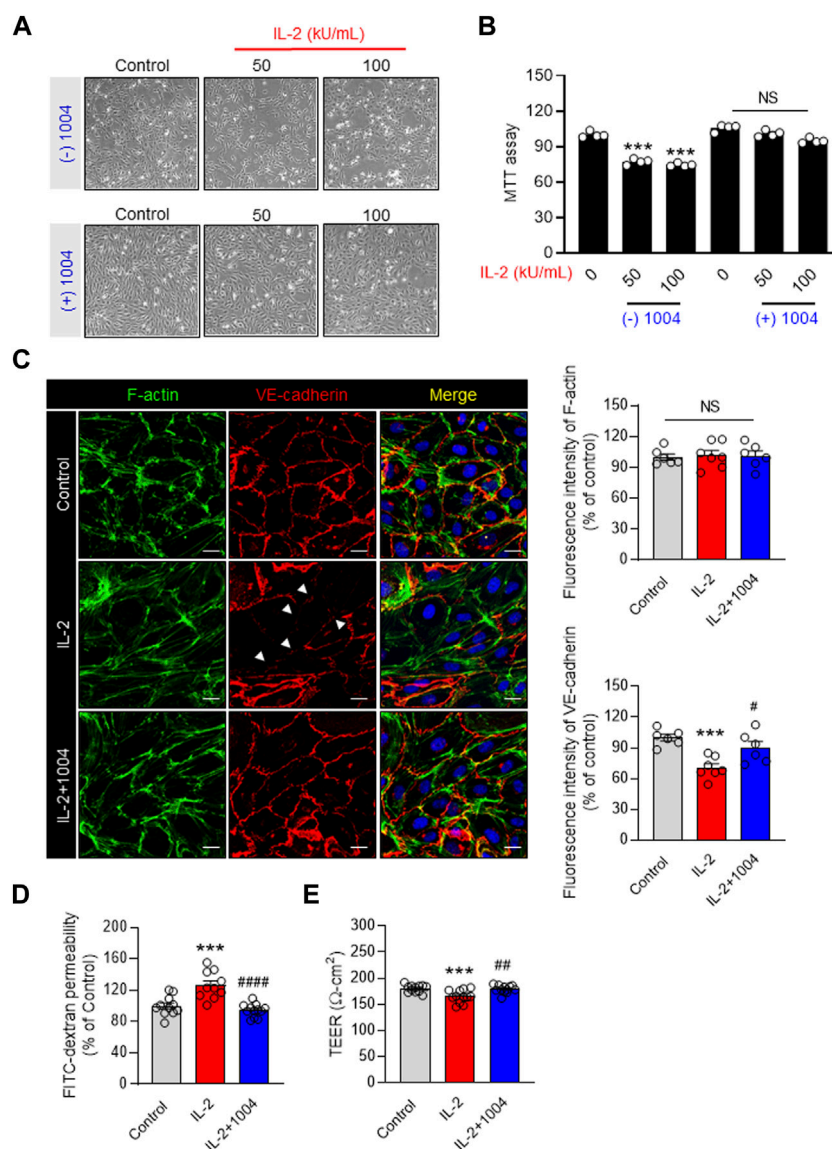 A
IL-2 (kU/mL)
Control 50 100
(-) 1004
Control 50 100
(+) 1004
B
MTT assay
150
120
90
60
30
0
*** ***
NS
IL-2 (kU/mL) 0 50 100 0 50 100
(-) 1004 (+) 1004
C
F-actin VE-cadherin Merge
Control
IL-2
IL-2+1004
Fluorescence intensity of F-actin
(% of control)
150
120
90
60
30
0
NS
Control IL-2 IL-2+1004
Fluorescence intensity of VE-cadherin
(% of control)
150
120
90
60
30
0
*** #
Control IL-2 IL-2+1004
D
FITC-dextran permeability
(% of Control)
200
160
120
80
40
0
*** ####
Control IL-2 IL-2+1004
E
TEER (Ω-cm²)
300
250
200
150
100
50
0
*** ##
Control IL-2 IL-2+1004